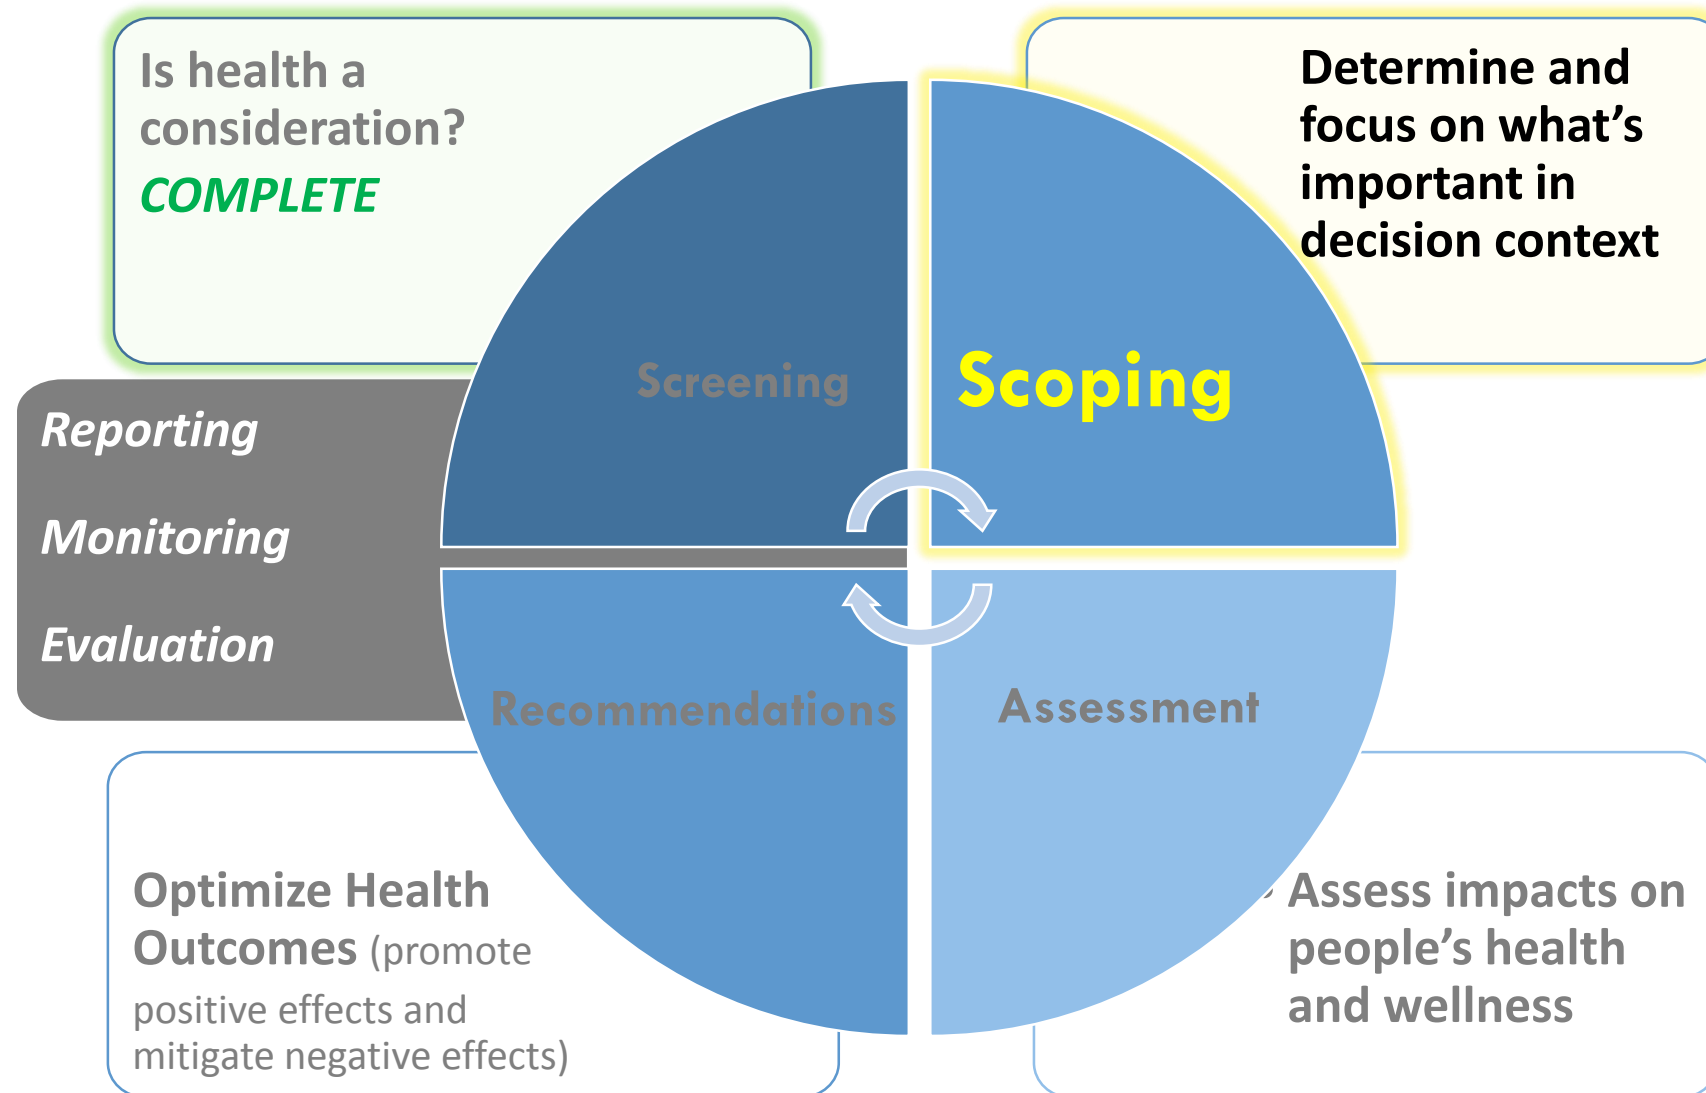 Is health a
consideration?
COMPLETE
Determine and
focus on what’s
important in
decision context
Screening
Scoping
Reporting
Monitoring
Evaluation
Recommendations
Assessment
Optimize Health
Outcomes (promote
positive effects and
mitigate negative effects)
Assess impacts on
people’s health
and wellness